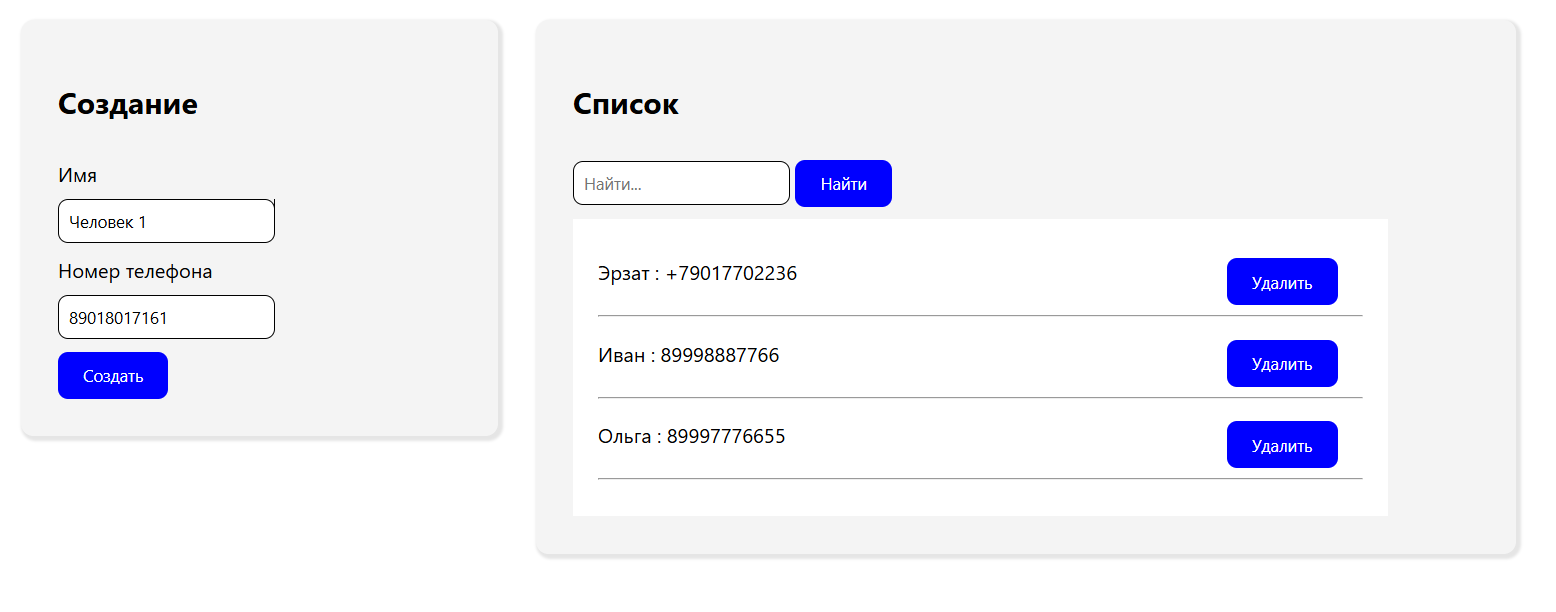 Создание
Имя
Человек 1
Номер телефона
89018017161
Создать
Список
Найти... Найти
Эрзат : +79017702236 Удалить
Иван : 89998887766 Удалить
Ольга : 89997776655 Удалить